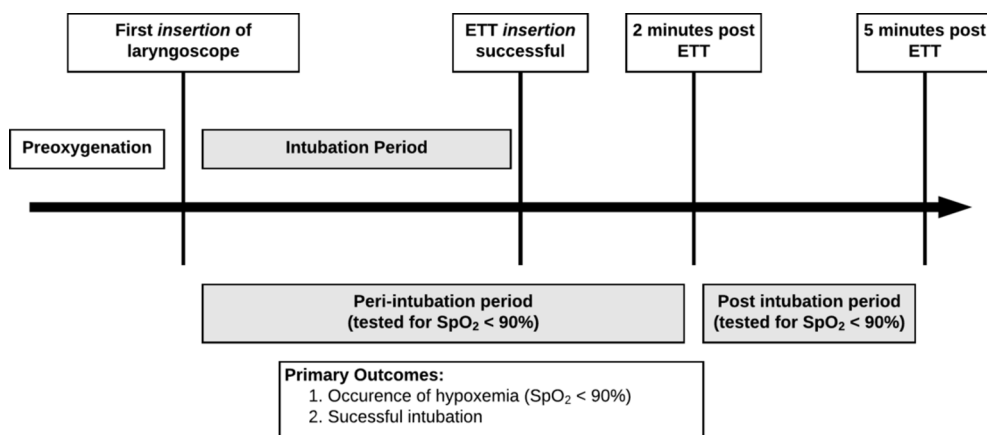 First insertion of
laryngoscope
ETT insertion
successful
2 minutes post
ETT
5 minutes post
ETT
Preoxygenation
Intubation Period
Peri-intubation period
(tested for SpO₂ < 90%)
Post intubation period
(tested for SpO₂ < 90%)
Primary Outcomes:
1. Occurence of hypoxemia (SpO₂ < 90%)
2. Sucessful intubation